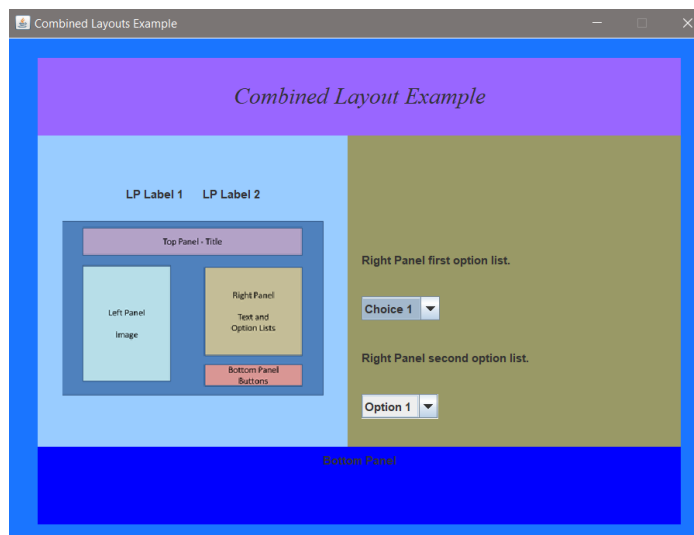 Combined Layouts Example
Combined Layout Example
LP Label 1 LP Label 2
Top Panel - Title
Left Panel
Image
Right Panel
Text and
Option Lists
Bottom Panel
Buttons
Right Panel first option list.
Choice 1
Right Panel second option list.
Option 1
Bottom Panel